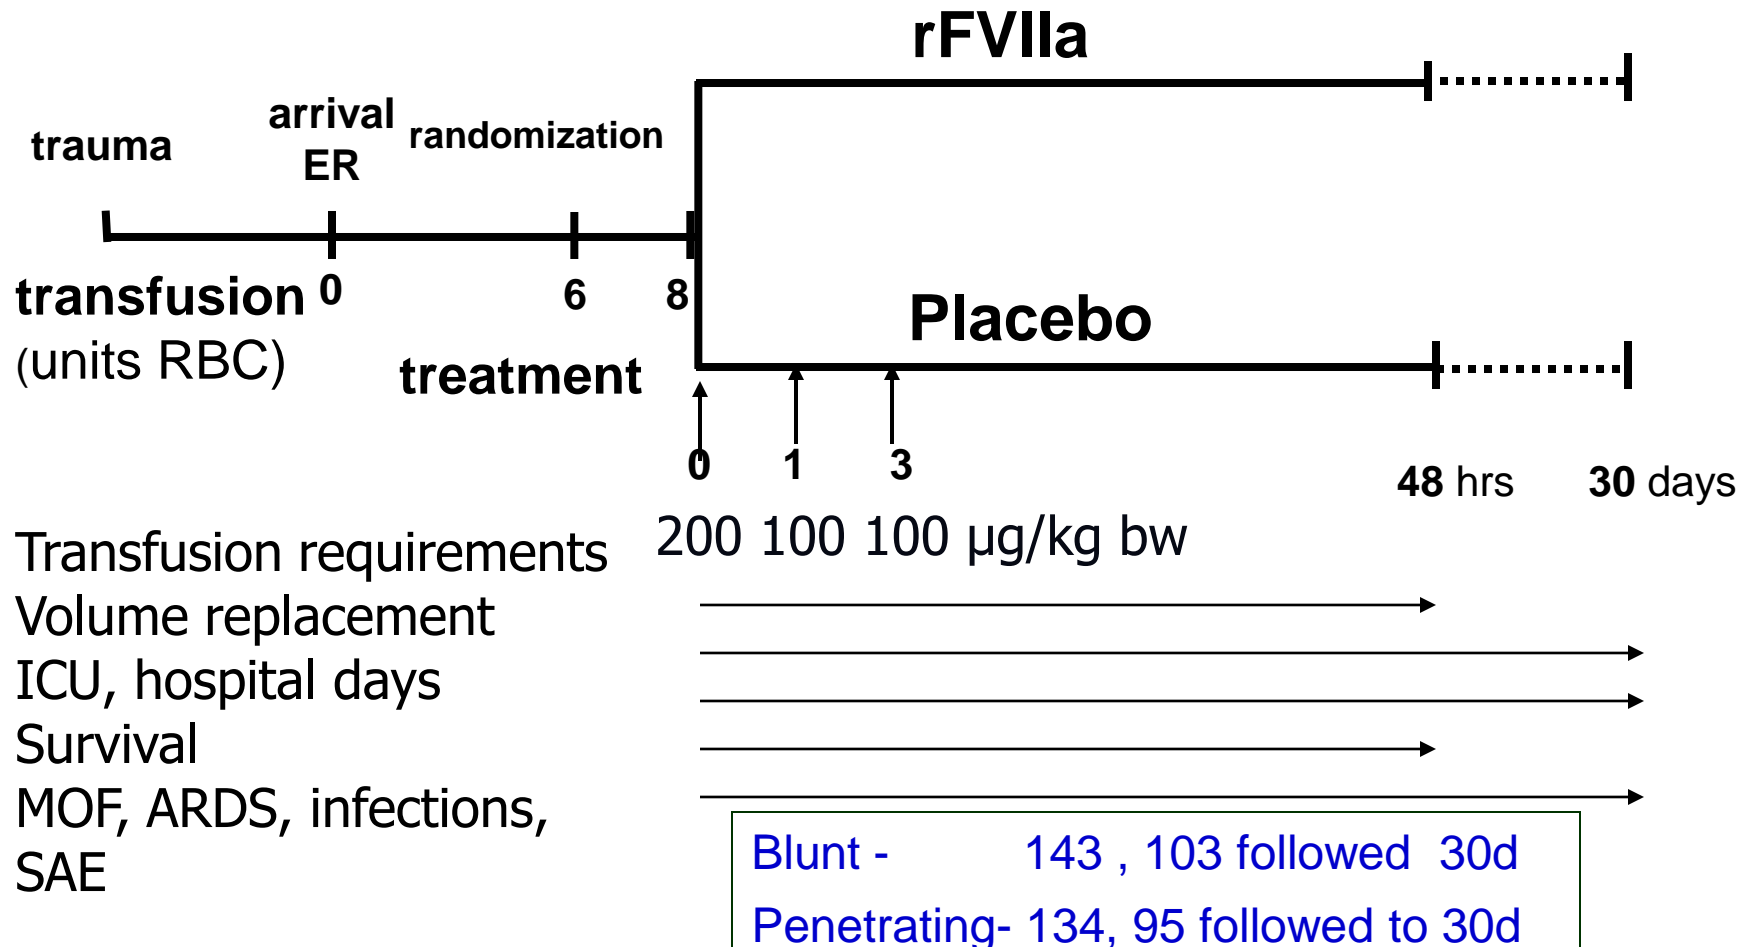 rFVIIa
trauma
arrival
ER
randomization
0
6
8
transfusion
(units RBC)
Placebo
treatment
0
1
3
48 hrs
30 days
200 100 100 µg/kg bw
Transfusion requirements
Volume replacement
ICU, hospital days
Survival
MOF, ARDS, infections,
SAE
Blunt - 143 , 103 followed 30d
Penetrating- 134, 95 followed to 30d